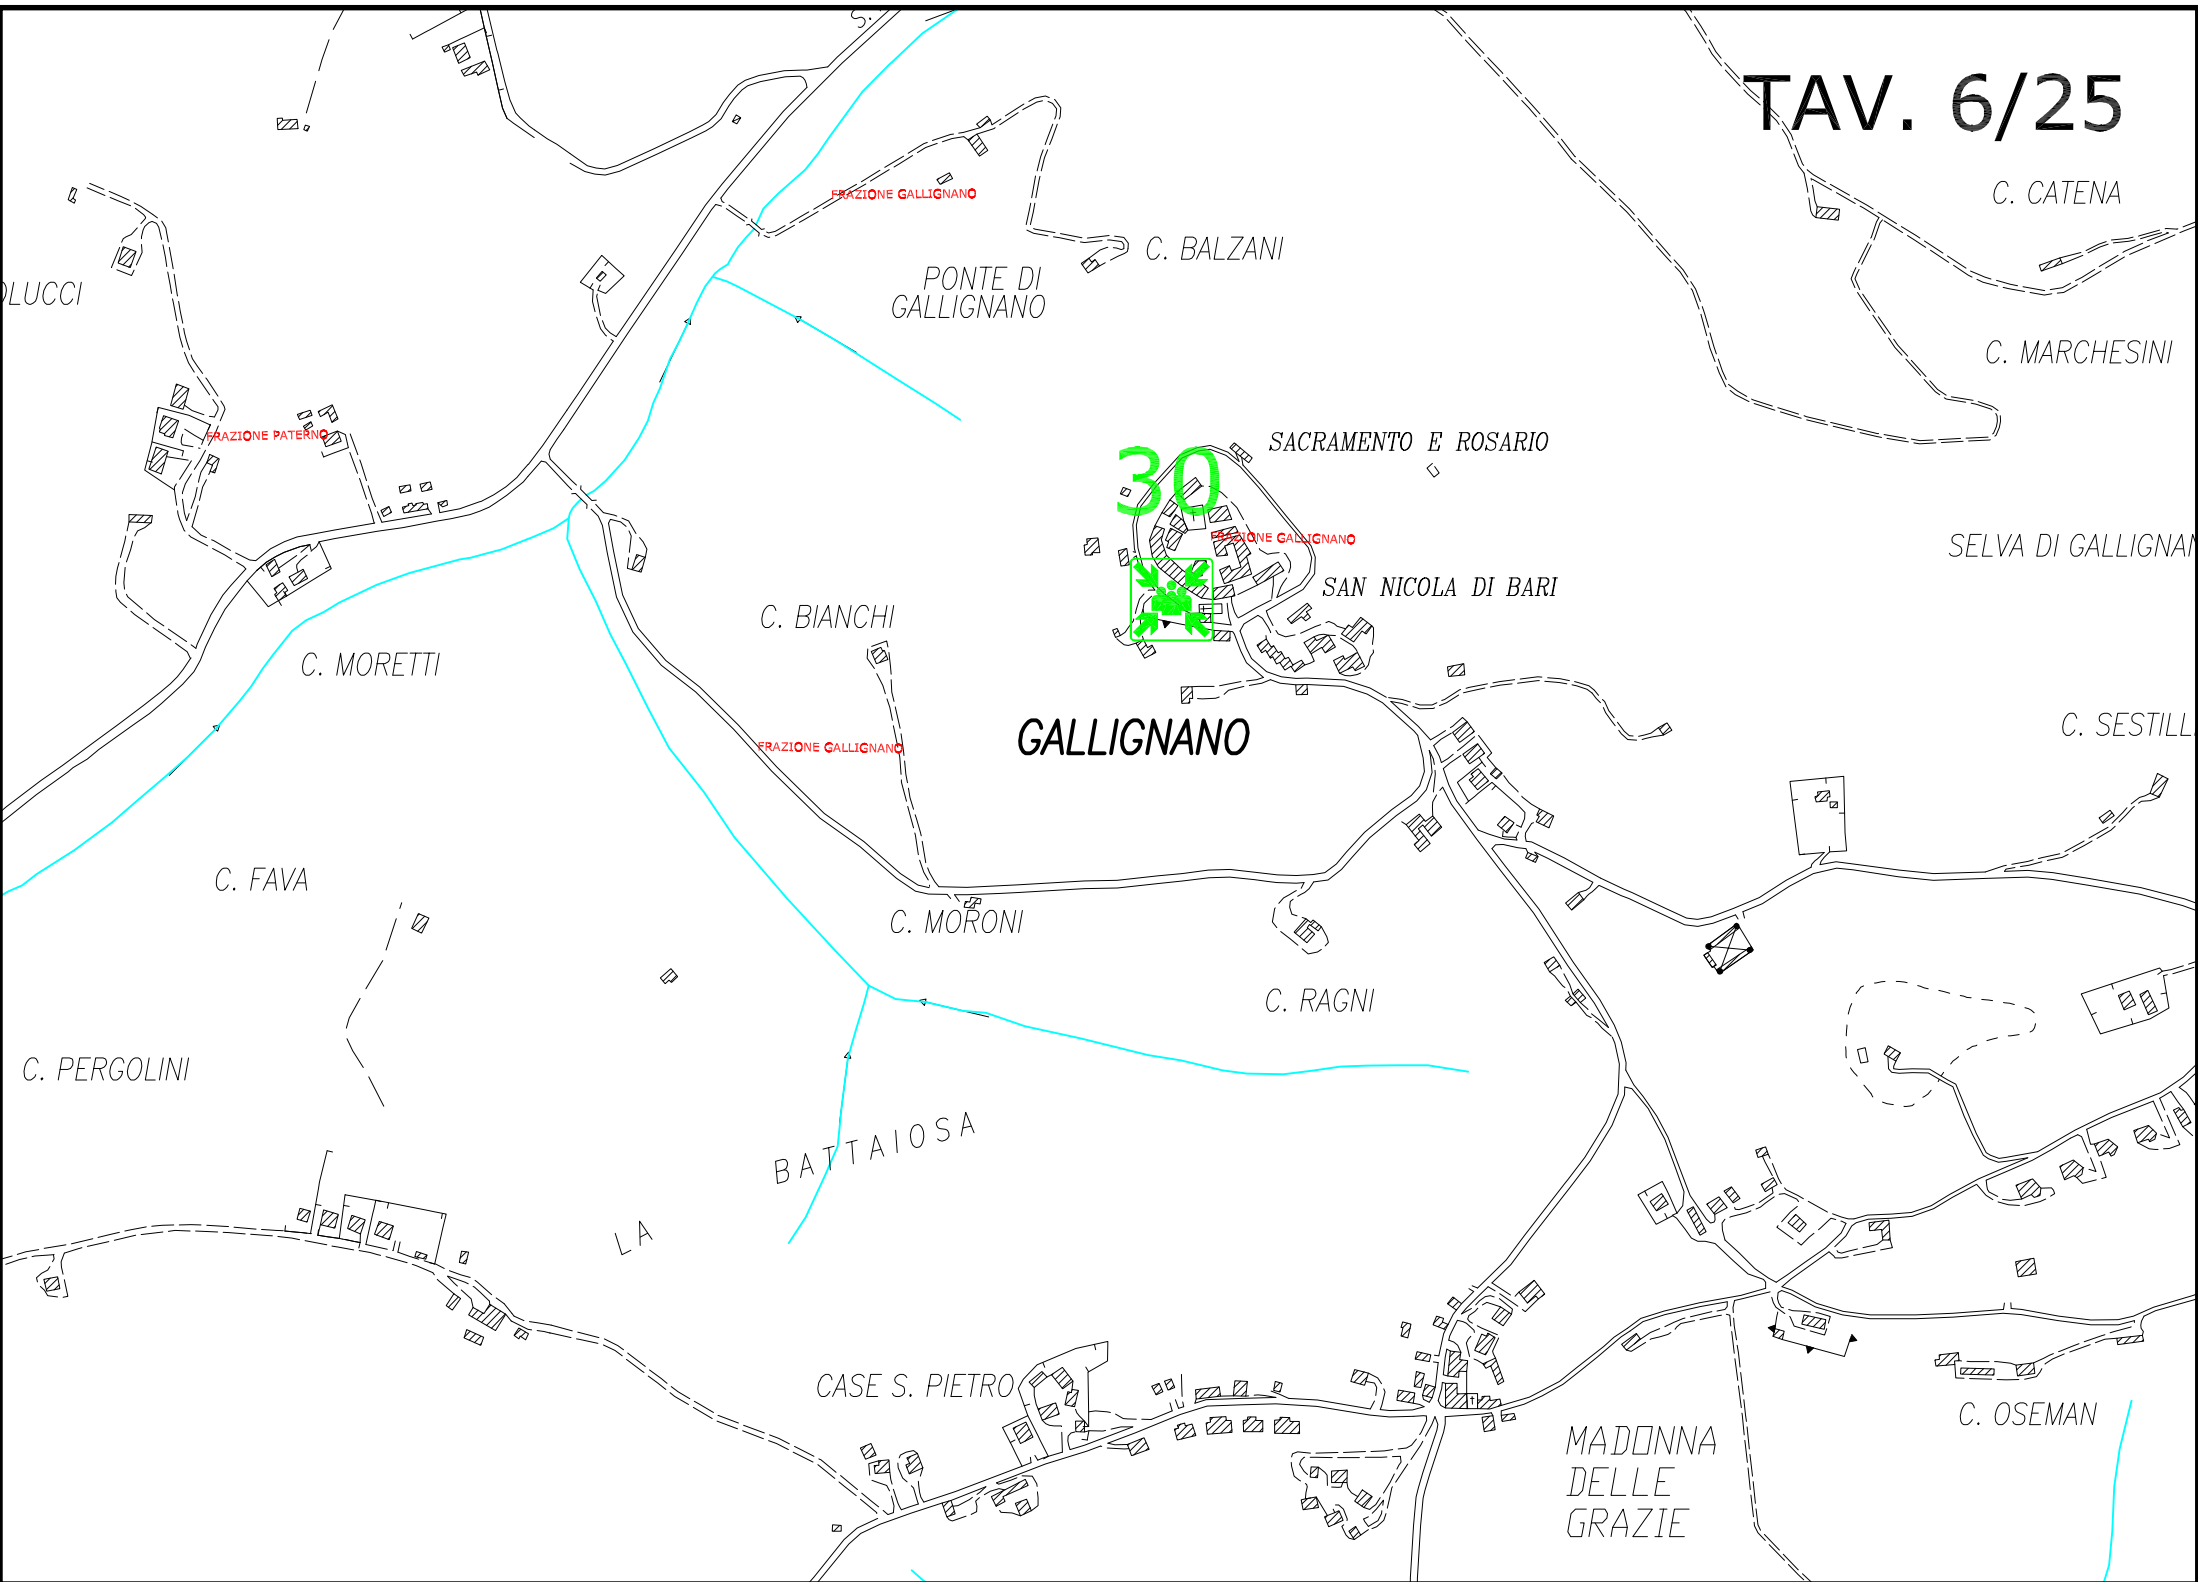 S.
TAV. 6/25
FRAZIONE GALLIGNANO
C. CATENA
C. BALZANI
PONTE DI
GALLIGNANO
OLUCCI
C. MARCHESINI
FRAZIONE PATERNO
SACRAMENTO E ROSARIO
30
FRAZIONE GALLIGNANO
SELVA DI GALLIGNAN
SAN NICOLA DI BARI
C. BIANCHI
C. MORETTI
C. SESTILL
GALLIGNANO
FRAZIONE GALLIGNANO
C. FAVA
C. MORONI
C. RAGNI
C. PERGOLINI
BATTAIOSA
LA
CASE S. PIETRO
C. OSEMAN
MADONNA
DELLE
GRAZIE